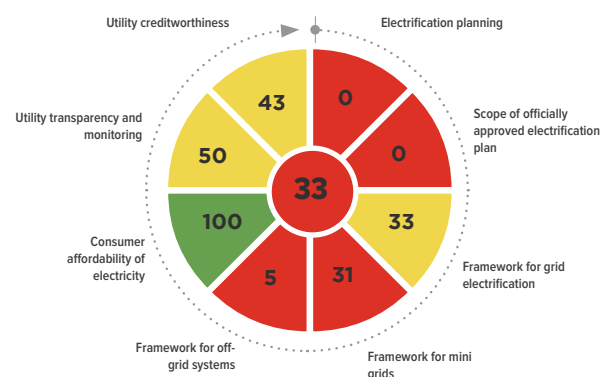 Utility creditworthiness
Electrification planning
43
0
Utility transparency and
monitoring
Scope of officially
approved electrification
plan
50
0
33
100
33
Consumer
affordability of
electricity
Framework for grid
electrification
5
31
Framework for off-
grid systems
Framework for mini
grids